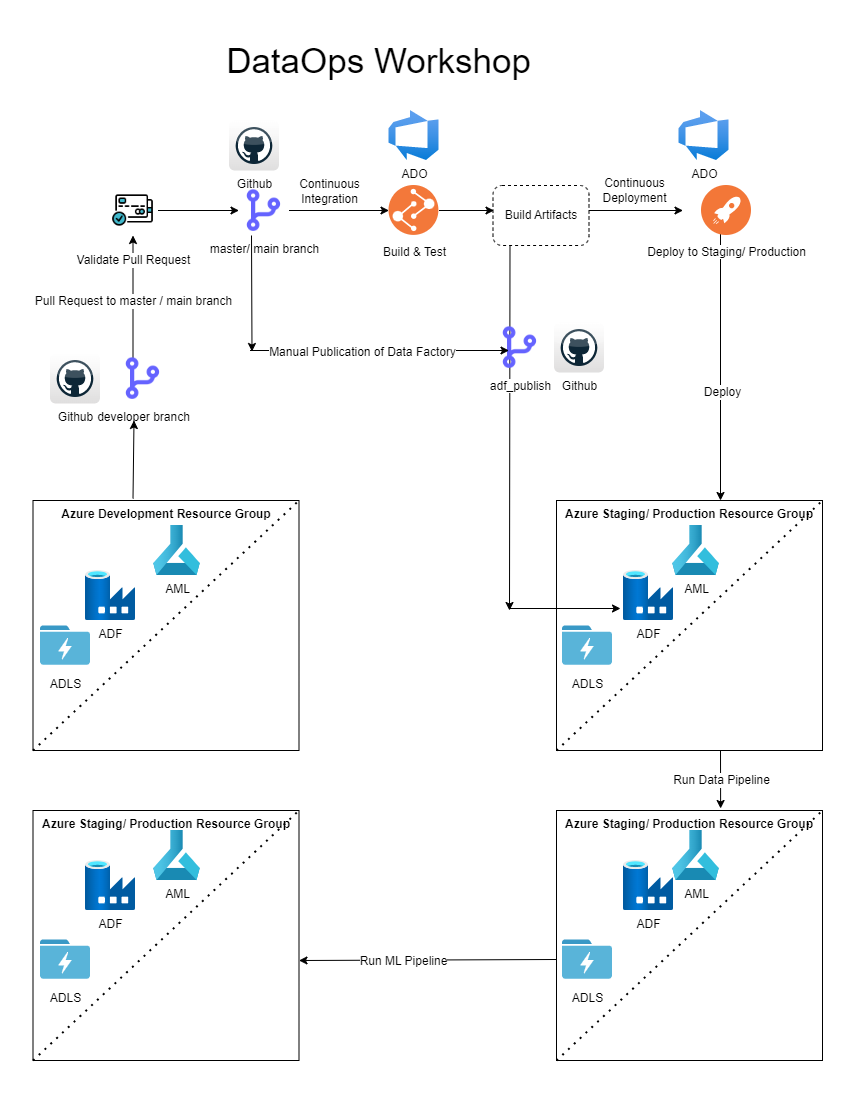 DataOps Workshop
ADO
ADO
Github
Continuous
Integration
Continuous
Deployment
Build Artifacts
master/ main branch
Build & Test
Deploy to Staging/ Production
Validate Pull Request
Pull Request to master / main branch
Manual Publication of Data Factory
adf_publish
Github
Deploy
Github developer branch
Azure Development Resource Group
AML
ADF
ADLS
Azure Staging/ Production Resource Group
AML
ADF
ADLS
Run Data Pipeline
Azure Staging/ Production Resource Group
AML
ADF
ADLS
Azure Staging/ Production Resource Group
AML
ADF
ADLS
Run ML Pipeline